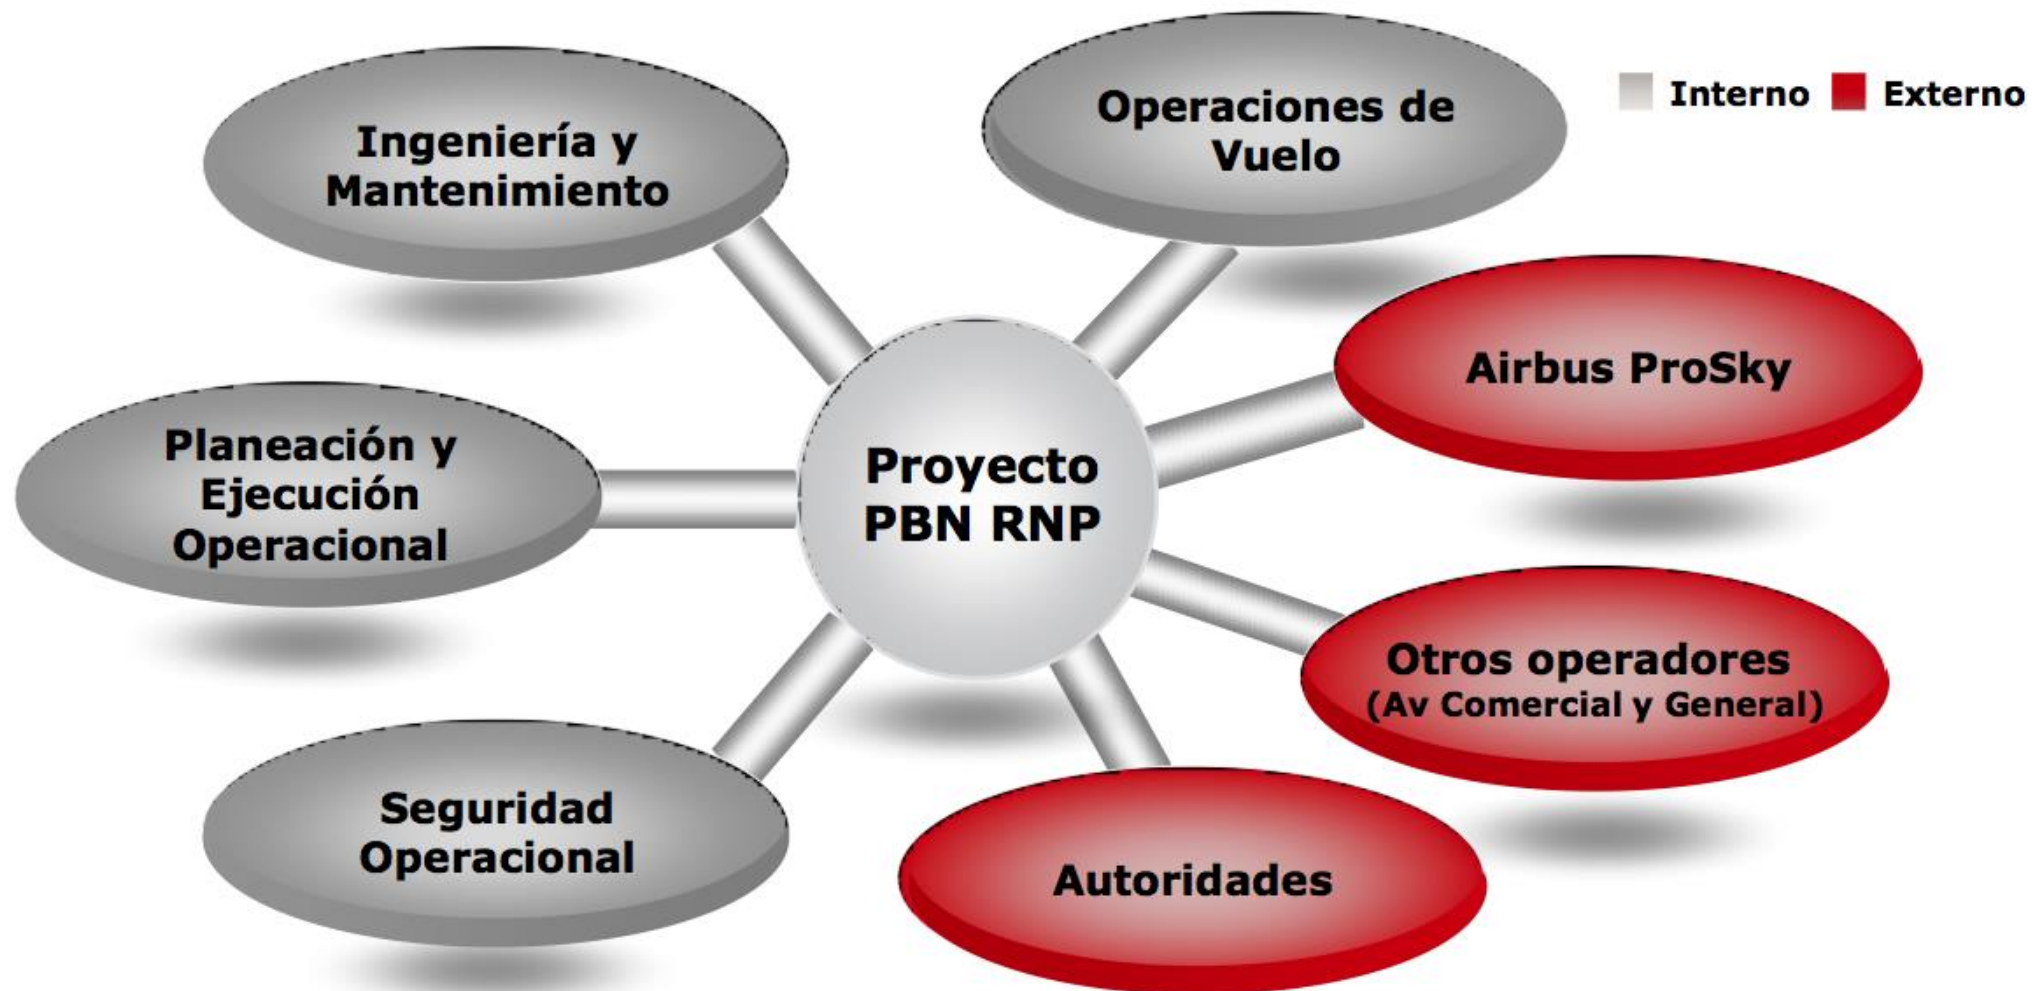 Ingeniería y
Mantenimiento
Operaciones de
Vuelo
Interno
Externo
Airbus ProSky
Planeación y
Ejecución
Operacional
Proyecto
PBN RNP
Otros operadores
(Av Comercial y General)
Seguridad
Operacional
Autoridades